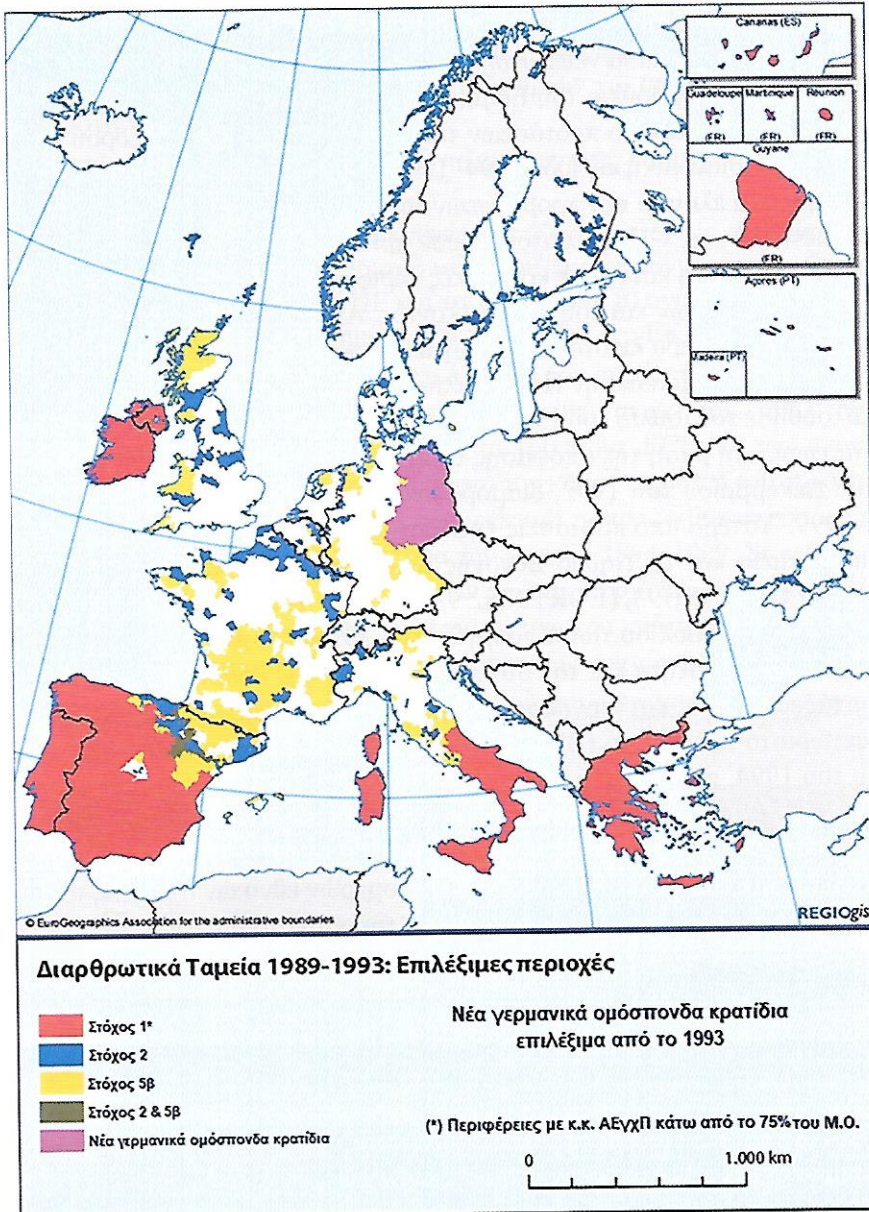 Canarias (ES)
Guadeloupe
Martinique
Réunion
(FR)
(FR)
(FR)
Guyane
(FR)
Açores (PT)
Madeira (PT)
© EuroGeographics Association for the administrative boundaries
REGIOgis
Διαρθρωτικά Ταμεία 1989-1993: Επιλέξιμες περιοχές
Στόχος 1*
Στόχος 2
Στόχος 5β
Στόχος 2 & 5β
Νέα γερμανικά ομόσπονδα κρατίδια
Νέα γερμανικά ομόσπονδα κρατίδια
επιλέξιμα από το 1993
(*) Περιφέρειες με κ.κ. ΑΕγχΠ κάτω από το 75% του Μ.Ο.
0 1.000 km